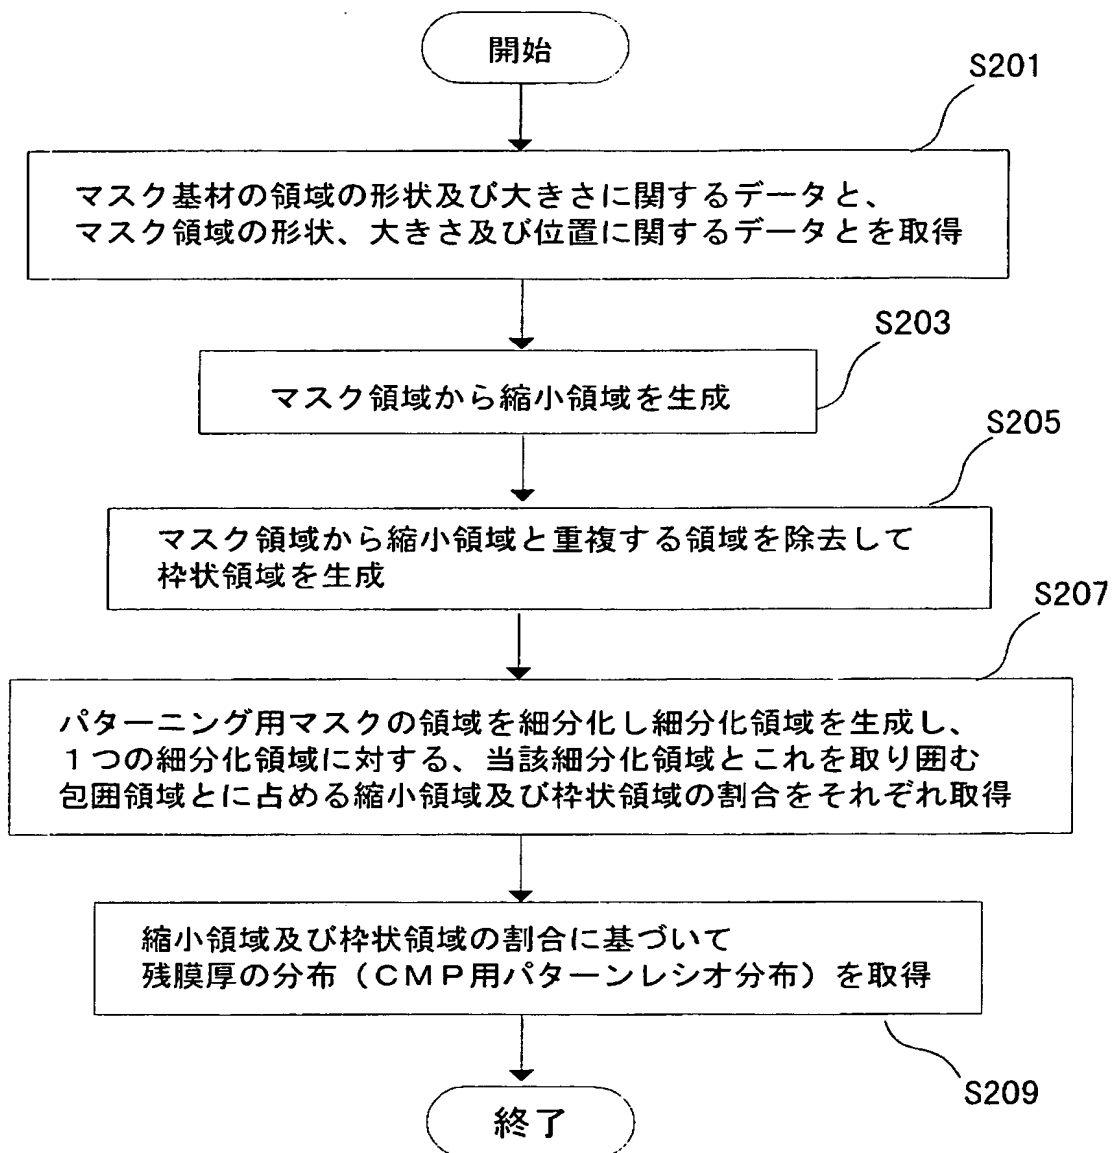 開始
S201
マスク基材の領域の形状及び大きさに関するデータと、
マスク領域の形状、大きさ及び位置に関するデータとを取得
S203
マスク領域から縮小領域を生成
S205
マスク領域から縮小領域と重複する領域を除去して
枠状領域を生成
S207
パターニング用マスクの領域を細分化し細分化領域を生成し、
１つの細分化領域に対する、当該細分化領域とこれを取り囲む
包囲領域とに占める縮小領域及び枠状領域の割合をそれぞれ取得
縮小領域及び枠状領域の割合に基づいて
残膜厚の分布（ＣＭＰ用パターンレシオ分布）を取得
S209
終了